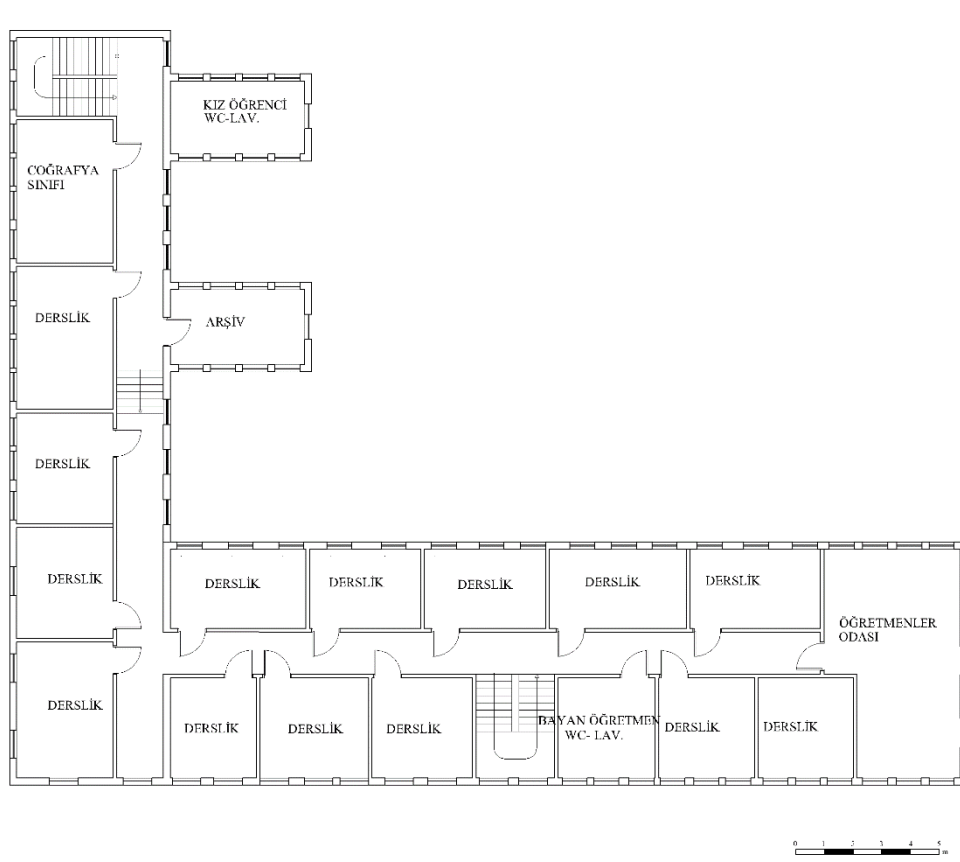 KIZ ÖĞRENCİ
WC-LAV.
COĞRAFYA
SINIFI
DERSLİK
ARŞİV
DERSLİK
DERSLİK
DERSLİK
DERSLİK
DERSLİK
DERSLİK
DERSLİK
ÖĞRETMENLER
ODASI
DERSLİK
DERSLİK
DERSLİK
DERSLİK
BAYAN ÖĞRETMEN
WC- LAV.
DERSLİK
DERSLİK
0 1 2 3 4 5 m